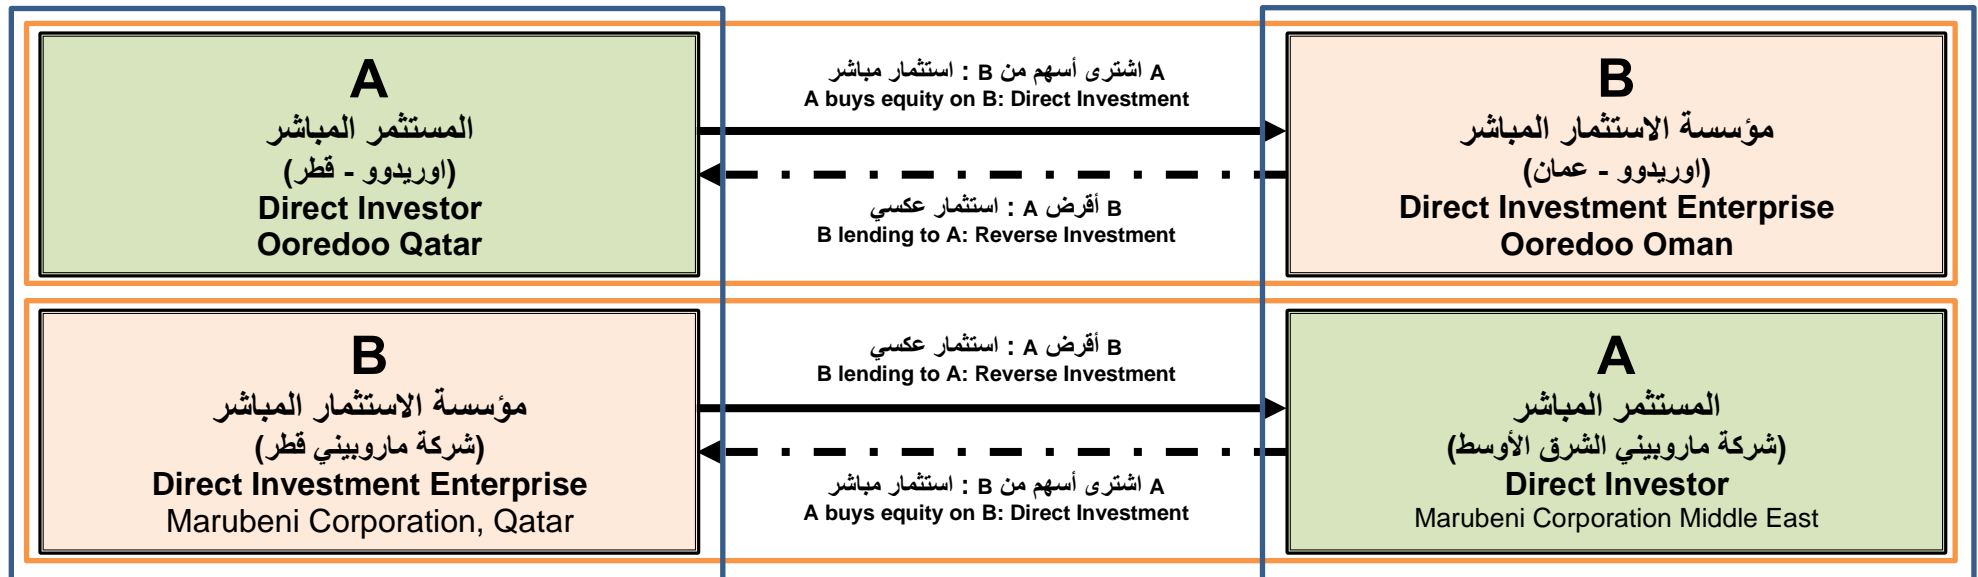 A
المستثمر المباشر
(اوريدوو - قطر)
Direct Investor
Ooredoo Qatar
A اشترى أسهم من B : استثمار مباشر
A buys equity on B: Direct Investment
B أقرض A : استثمار عكسي
B lending to A: Reverse Investment
B
مؤسسة الاستثمار المباشر
(اوريدوو - عمان)
Direct Investment Enterprise
Ooredoo Oman
B
مؤسسة الاستثمار المباشر
(شركة ماروبيني قطر)
Direct Investment Enterprise
Marubeni Corporation, Qatar
B أقرض A : استثمار عكسي
B lending to A: Reverse Investment
A اشترى أسهم من B : استثمار مباشر
A buys equity on B: Direct Investment
A
المستثمر المباشر
(شركة ماروبيني الشرق الأوسط)
Direct Investor
Marubeni Corporation Middle East